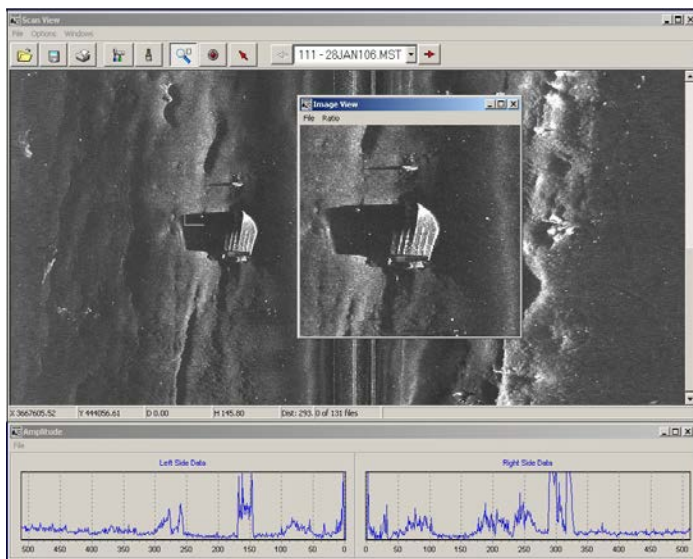 Scan View
File Options Windows
111 - 28JAN106.MST
Image View
File Ratio
X 3667605.52 Y 444056.61 D 0.00 H 145.80 Dist: 293. 0 of 131 files
Amplitude
File
Left Side Data Right Side Data
500 450 400 350 300 250 200 150 100 50 0 0 50 100 150 200 250 300 350 400 450 500